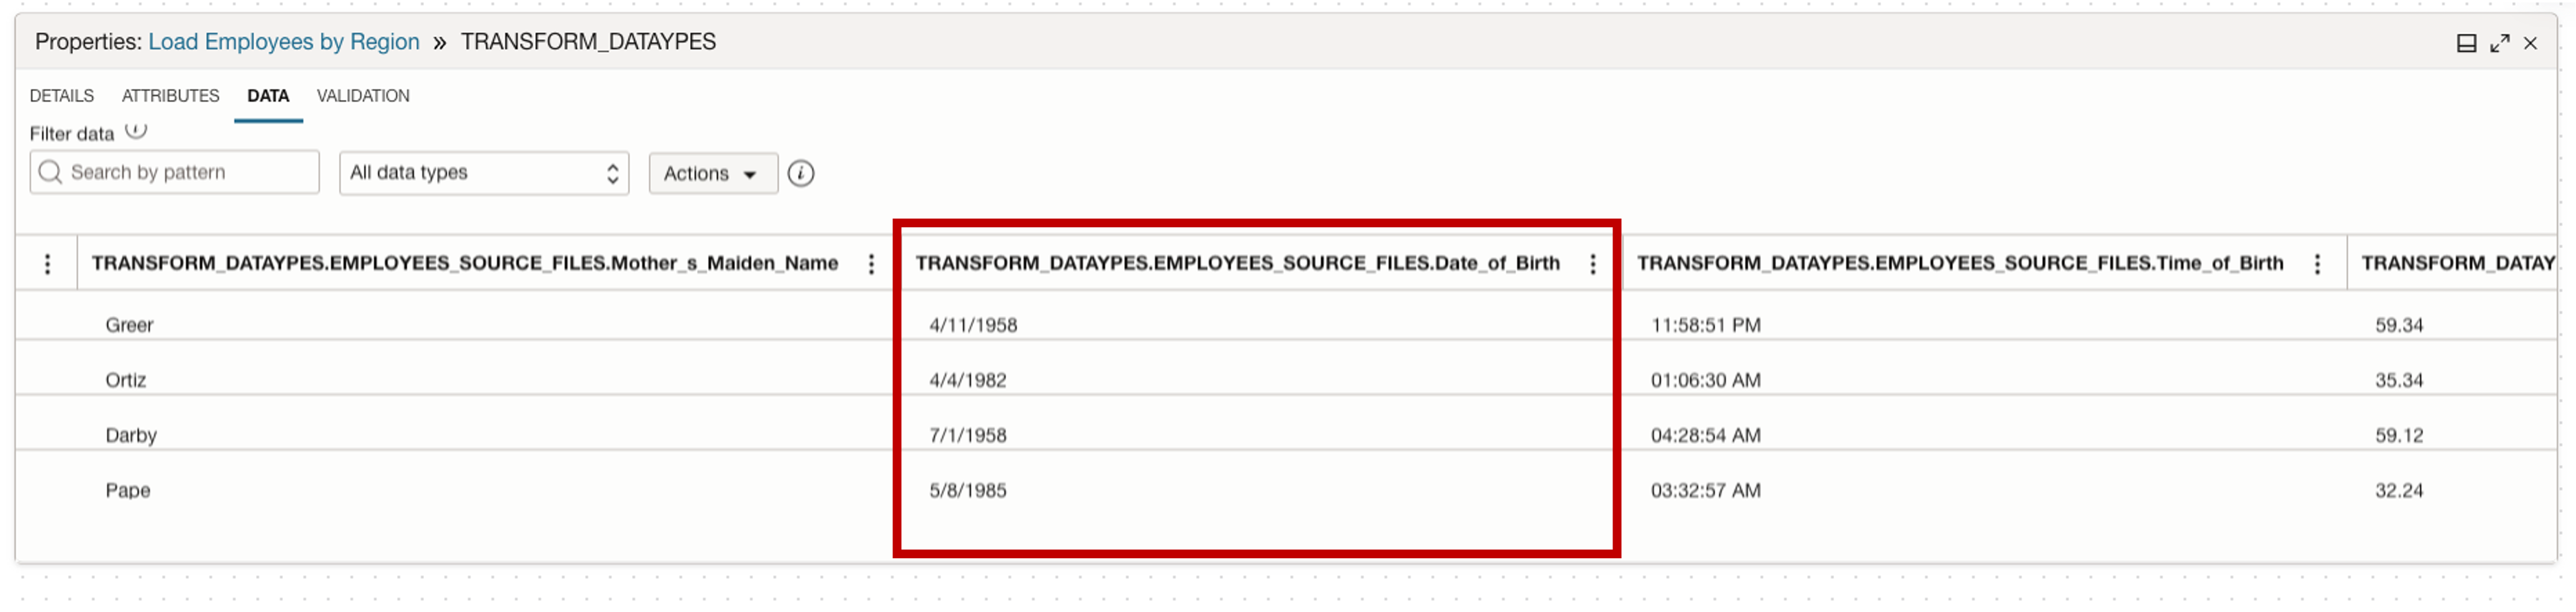 Properties: Load Employees by Region » TRANSFORM_DATAYPES
DETAILS ATTRIBUTES DATA VALIDATION
Filter data
Search by pattern All data types Actions
TRANSFORM_DATAYPES.EMPLOYEES_SOURCE_FILES.Mother_s_Maiden_Name TRANSFORM_DATAYPES.EMPLOYEES_SOURCE_FILES.Date_of_Birth TRANSFORM_DATAYPES.EMPLOYEES_SOURCE_FILES.Time_of_Birth TRANSFORM_DATAY
Greer 4/11/1958 11:58:51 PM 59.34
Ortiz 4/4/1982 01:06:30 AM 35.34
Darby 7/1/1958 04:28:54 AM 59.12
Pape 5/8/1985 03:32:57 AM 32.24